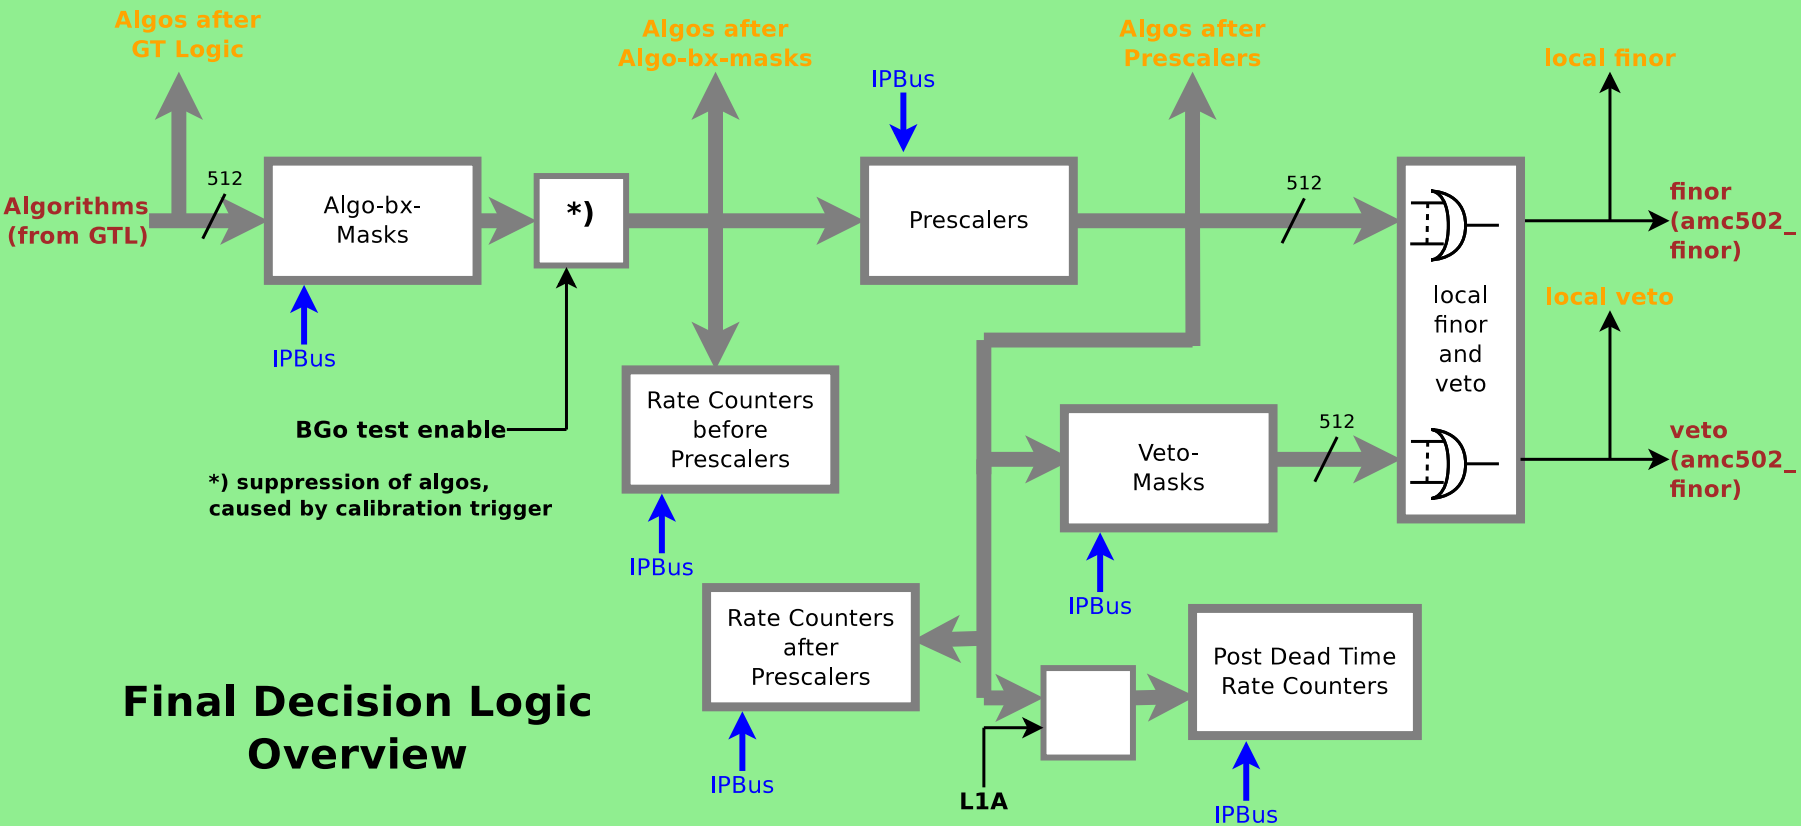 Algos after
GT Logic
Algos after
Algo-bx-masks
Algos after
Prescalers
local finor
IPBus
512
Algorithms
(from GTL)
Algo-bx-
Masks
*)
Prescalers
512
finor
(amc502_
finor)
local
finor
and
veto
local veto
IPBus
BGo test enable
Rate Counters
before
Prescalers
Veto-
Masks
512
veto
(amc502_
finor)
*) suppression of algos,
caused by calibration trigger
IPBus
IPBus
Rate Counters
after
Prescalers
Post Dead Time
Rate Counters
Final Decision Logic
Overview
IPBus
L1A
IPBus